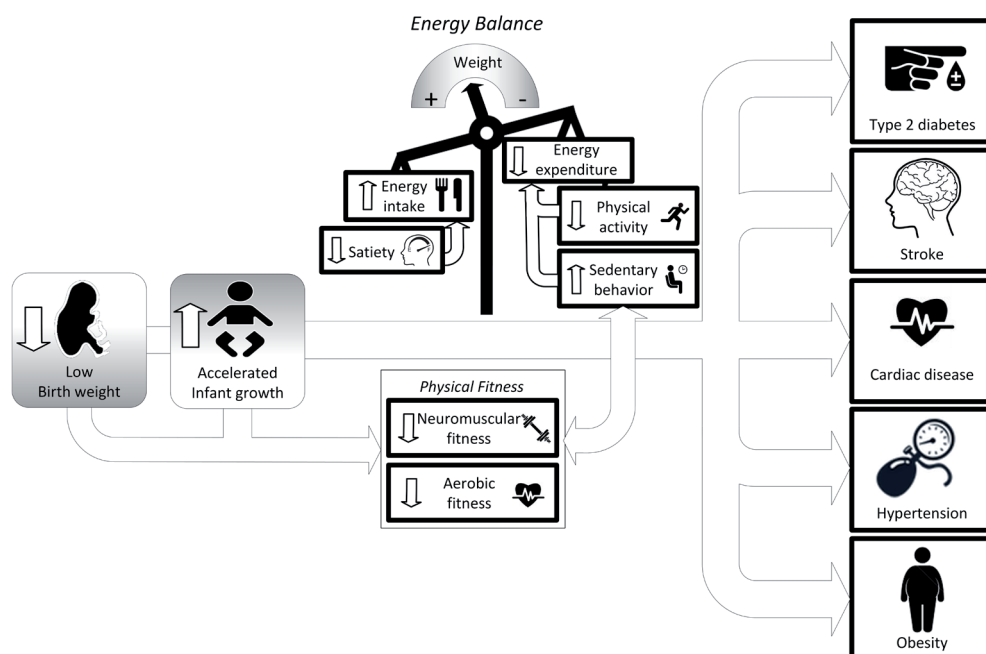 Energy Balance
Weight
+
-
Energy
intake
Satiety
Energy
expenditure
Physical
activity
Sedentary
behavior
Low
Birth weight
Accelerated
Infant growth
Physical Fitness
Neuromuscular
fitness
Aerobic
fitness
Type 2 diabetes
Stroke
Cardiac disease
Hypertension
Obesity